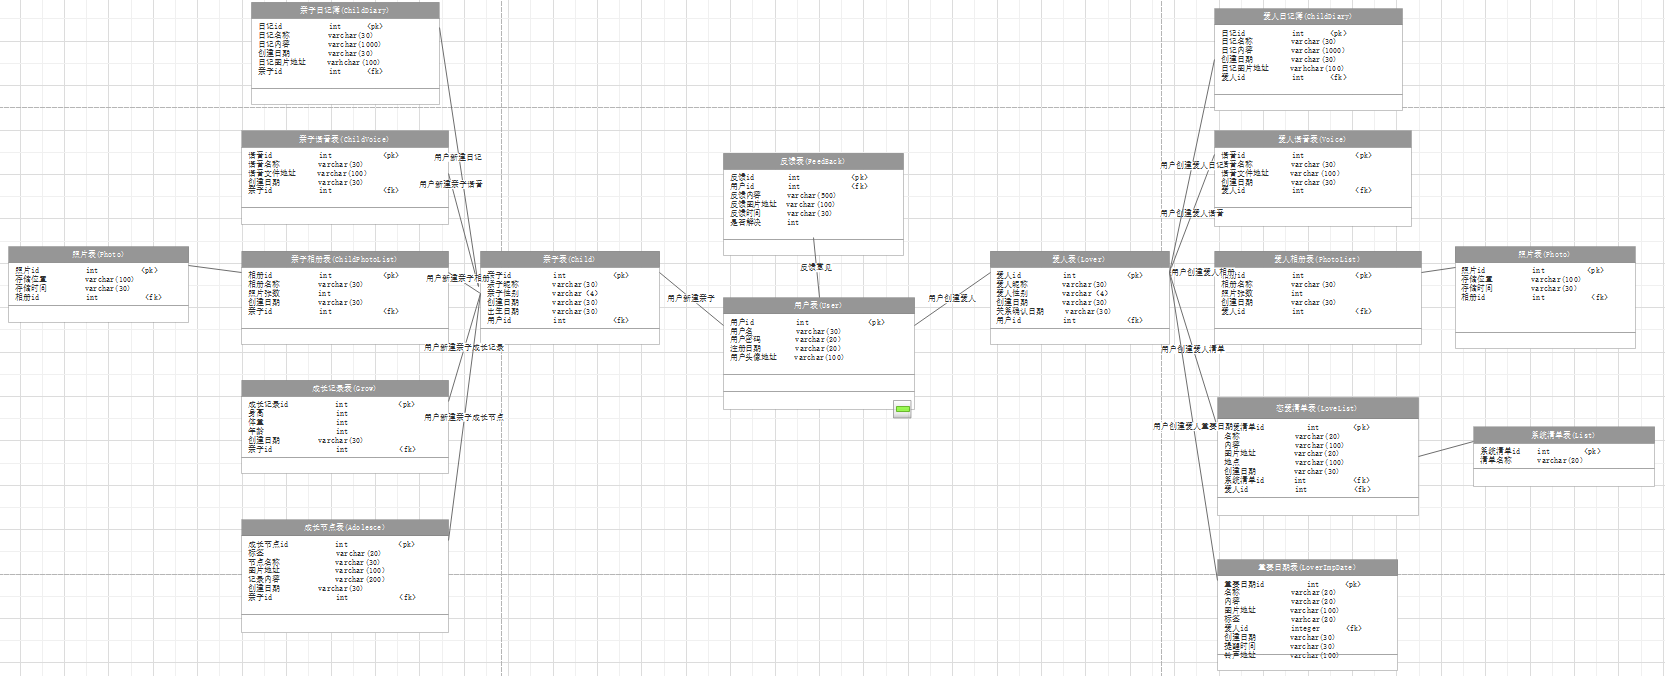 亲子日记薄(ChildDiary)
日记id int <pk>
日记名称 varchar(30)
日记内容 varchar(1000)
创建日期 varchar(30)
日记图片地址 varhchar(100)
亲子id int <fk>
亲子语音表(ChildVoice)
语音id int <pk>
语音名称 varchar(30)
语音文件地址 varchar(100)
创建日期 varchar(30)
亲子id int <fk>
照片表(Photo)
照片id int <pk>
存储位置 varchar(100)
存储时间 varchar(30)
相册id int <fk>
亲子相册表(ChildPhotoList)
相册id int <pk>
相册名称 varchar(30)
照片张数 int
创建日期 varchar(30)
亲子id int <fk>
成长记录表(Grow)
成长记录id int <pk>
身高 int
体重 int
年龄 int
创建日期 varchar(30)
亲子id int <fk>
成长节点表(Adolesce)
成长节点id int <pk>
标签 varchar(20)
节点名称 varchar(30)
图片地址 varchar(100)
记录内容 varchar(200)
创建日期 varchar(30)
亲子id int <fk>
用户新建日记
用户新建亲子语音
用户新建亲子相册
用户新建亲子成长记录
用户新建亲子成长节点
亲子表(Child)
亲子id int <pk>
亲子昵称 varchar(30)
亲子性别 varchar(4)
创建日期 varchar(30)
出生日期 varchar(30)
用户id int <fk>
用户新建亲子
反馈表(FeedBack)
反馈id int <pk>
用户id int <fk>
反馈内容 varchar(500)
反馈图片地址 varchar(100)
反馈时间 varchar(30)
是否解决 int
反馈意见
用户表(User)
用户id int <pk>
用户名 varchar(30)
用户密码 varchar(20)
注册日期 varchar(20)
用户头像地址 varchar(100)
用户创建爱人
爱人表(Lover)
爱人id int <pk>
爱人昵称 varchar(30)
爱人性别 varchar(4)
创建日期 varchar(30)
关系确认日期 varchar(30)
用户id int <fk>
用户创建爱人日记
用户创建爱人语音
用户创建爱人相册
用户创建爱人清单
用户创建爱人重要日期
爱人日记薄(ChildDiary)
日记id int <pk>
日记名称 varchar(30)
日记内容 varchar(1000)
创建日期 varchar(30)
日记图片地址 varhchar(100)
爱人id int <fk>
爱人语音表(Voice)
语音id int <pk>
语音名称 varchar(30)
语音文件地址 varchar(100)
创建日期 varchar(30)
爱人id int <fk>
爱人相册表(PhotoList)
相册id int <pk>
相册名称 varchar(30)
照片张数 int
创建日期 varchar(30)
爱人id int <fk>
照片表(Photo)
照片id int <pk>
存储位置 varchar(100)
存储时间 varchar(30)
相册id int <fk>
恋爱清单表(LoveList)
爱清单id int <pk>
名称 varchar(20)
内容 varchar(100)
图片地址 varchar(20)
地点 varchar(100)
创建日期 varchar(30)
系统清单id int <fk>
爱人id int <fk>
系统清单表(List)
系统清单id int <pk>
清单名称 varchar(20)
重要日期表(LoverImpDate)
重要日期id int <pk>
名称 varchar(20)
内容 varchar(20)
图片地址 varchar(100)
标签 varhcar(20)
爱人id integer <fk>
创建日期 varchar(30)
提醒时间 varchar(30)
铃声地址 varchar(100)